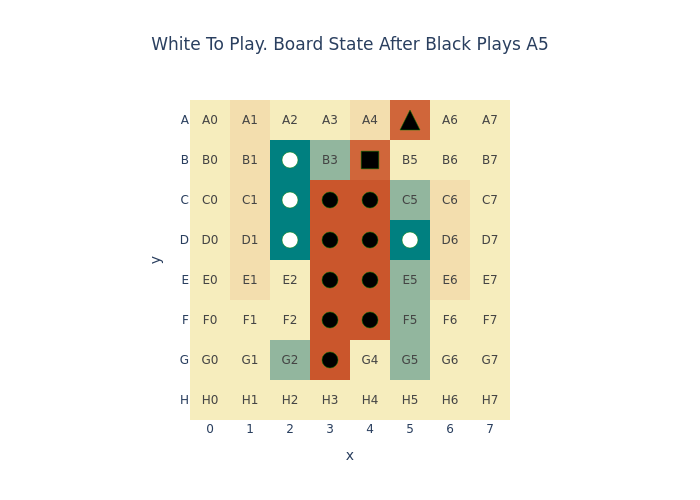 White To Play. Board State After Black Plays A5
A A0 A1 A2 A3 A4 A6 A7
B B0 B1 B3 B5 B6 B7
C C0 C1 C5 C6 C7
D D0 D1 D6 D7
E E0 E1 E2 E5 E6 E7
F F0 F1 F2 F5 F6 F7
G G0 G1 G2 G4 G5 G6 G7
H H0 H1 H2 H3 H4 H5 H6 H7
0 1 2 3 4 5 6 7
x
y